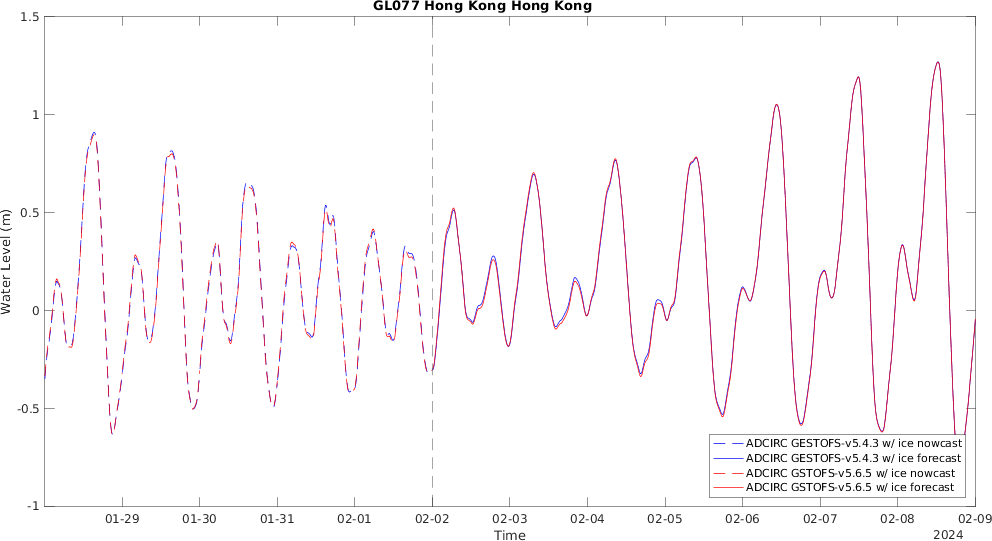 GL077 Hong Kong Hong Kong
1.5
1
0.5
0
-0.5
-1
Water Level (m)
01-29 01-30 01-31 02-01 02-02 02-03 02-04 02-05 02-06 02-07 02-08 02-09
Time
2024
ADCIRC GESTOFS-v5.4.3 w/ ice nowcast
ADCIRC GESTOFS-v5.4.3 w/ ice forecast
ADCIRC GSTOFS-v5.6.5 w/ ice nowcast
ADCIRC GSTOFS-v5.6.5 w/ ice forecast